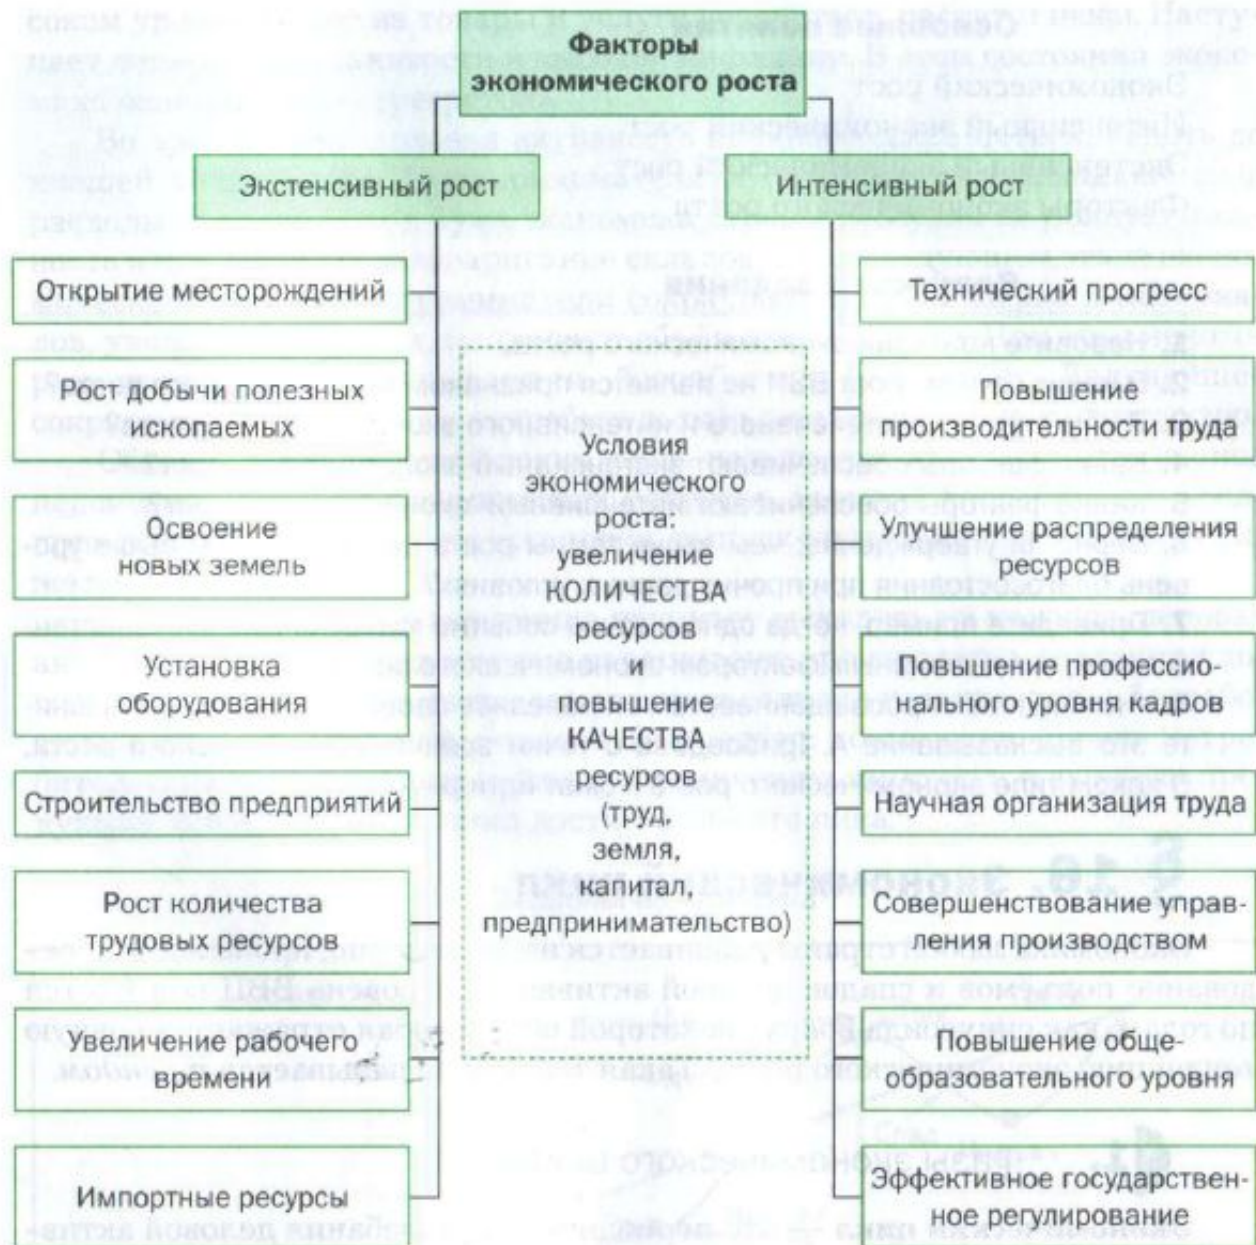 Факторы
экономического роста
Экстенсивный рост
Интенсивный рост
Открытие месторождений
Рост добычи полезных
ископаемых
Освоение
новых земель
Установка
оборудования
Строительство предприятий
Рост количества
трудовых ресурсов
Увеличение рабочего
времени
Импортные ресурсы
Условия
экономического
роста:
увеличение
КОЛИЧЕСТВА
ресурсов
и
повышение
КАЧЕСТВА
ресурсов
(труд,
земля,
капитал,
предпринимательство)
Технический прогресс
Повышение
производительности труда
Улучшение распределения
ресурсов
Повышение профессио-
нального уровня кадров
Научная организация труда
Совершенствование управ-
ления производством
Повышение обще-
образовательного уровня
Эффективное государствен-
ное регулирование